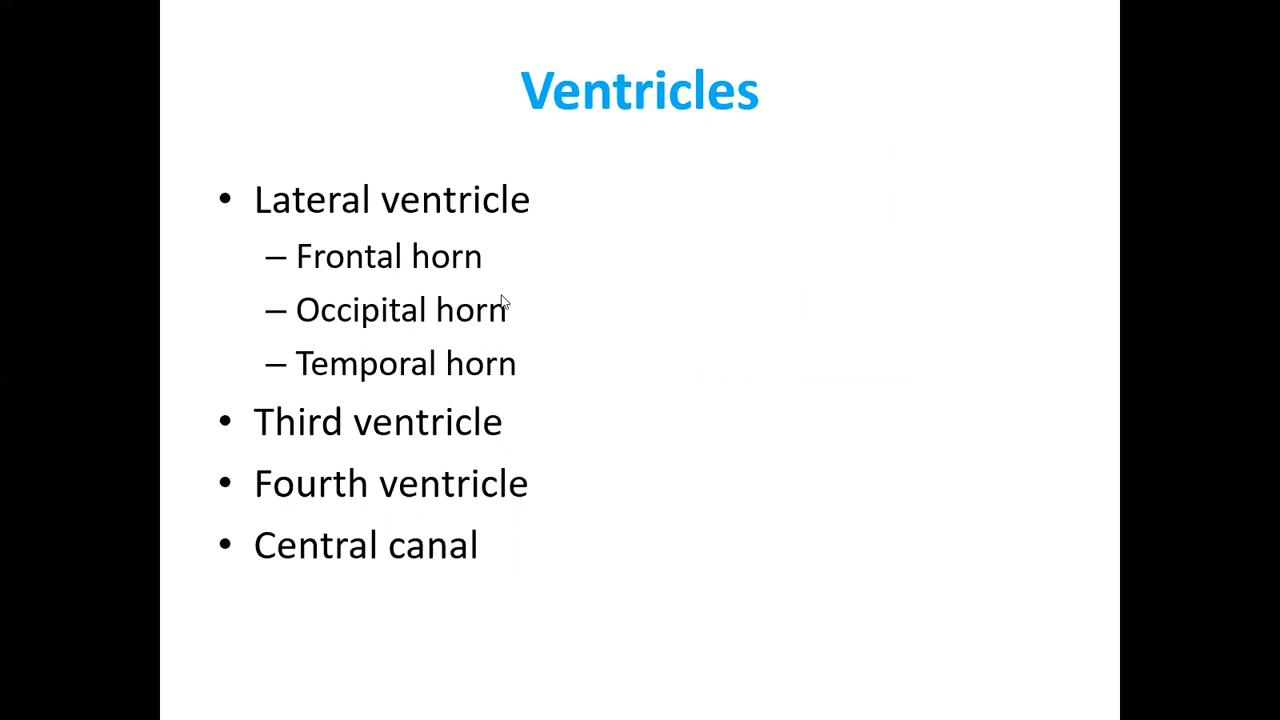 Ventricles
• Lateral ventricle
– Frontal horn
– Occipital horn
– Temporal horn
• Third ventricle
• Fourth ventricle
• Central canal